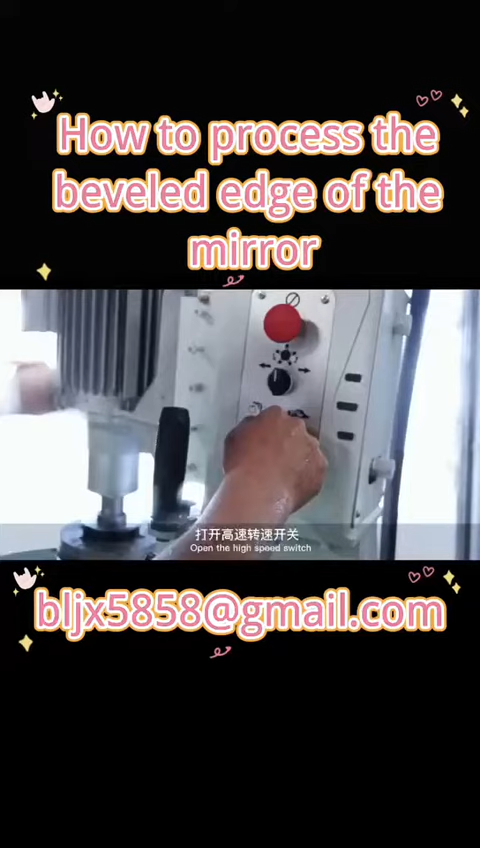 How to process the
beveled edge of the
mirror
打开高速转速开关
Open the high speed switch
bljx5858@gmail.com